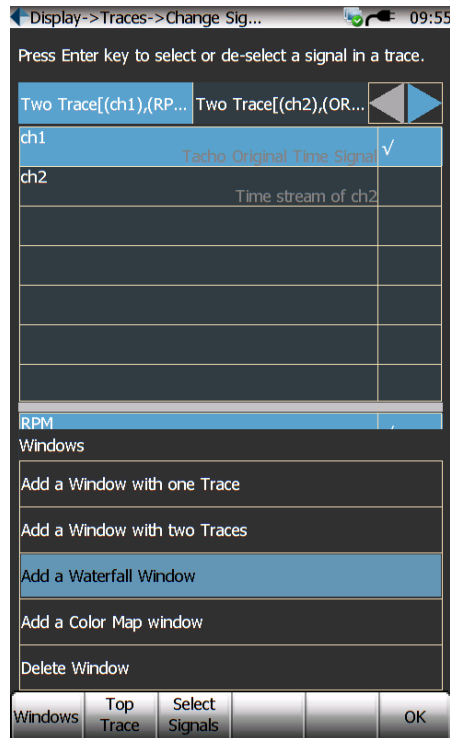 Display->Traces->Change Sig... 09:55
Press Enter key to select or de-select a signal in a trace.
Two Trace[(ch1),(RP... Two Trace[(ch2),(OR...
ch1
Tacho Original Time Signal √
ch2
Time stream of ch2
RPM
Windows
Add a Window with one Trace
Add a Window with two Traces
Add a Waterfall Window
Add a Color Map window
Delete Window
Windows Top Trace Select Signals OK